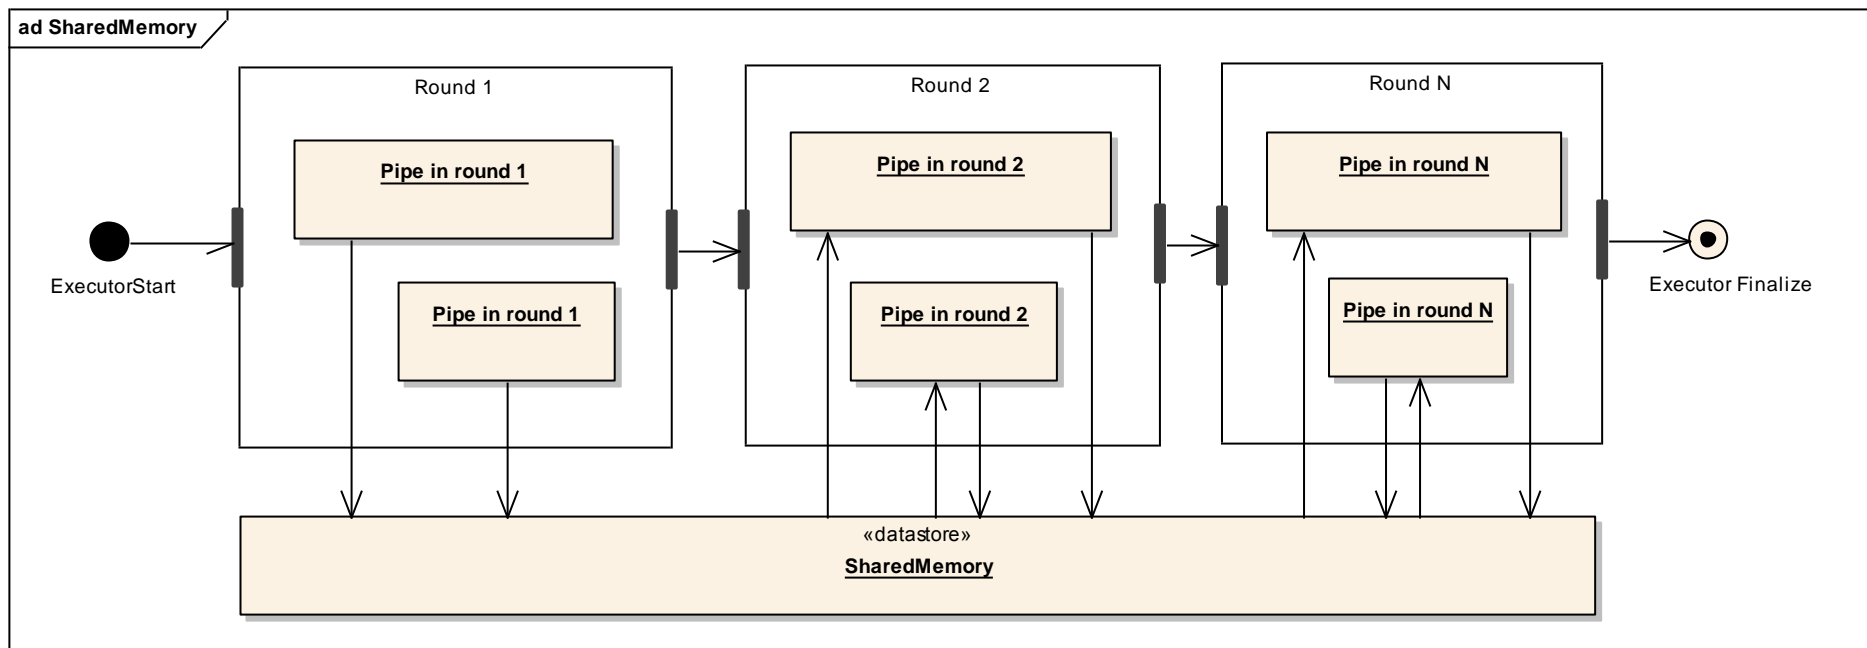 ad SharedMemory
Round 1
Round 2
Round N
Pipe in round 1
Pipe in round 2
Pipe in round N
ExecutorStart
Executor Finalize
Pipe in round 1
Pipe in round 2
Pipe in round N
«datastore»
SharedMemory